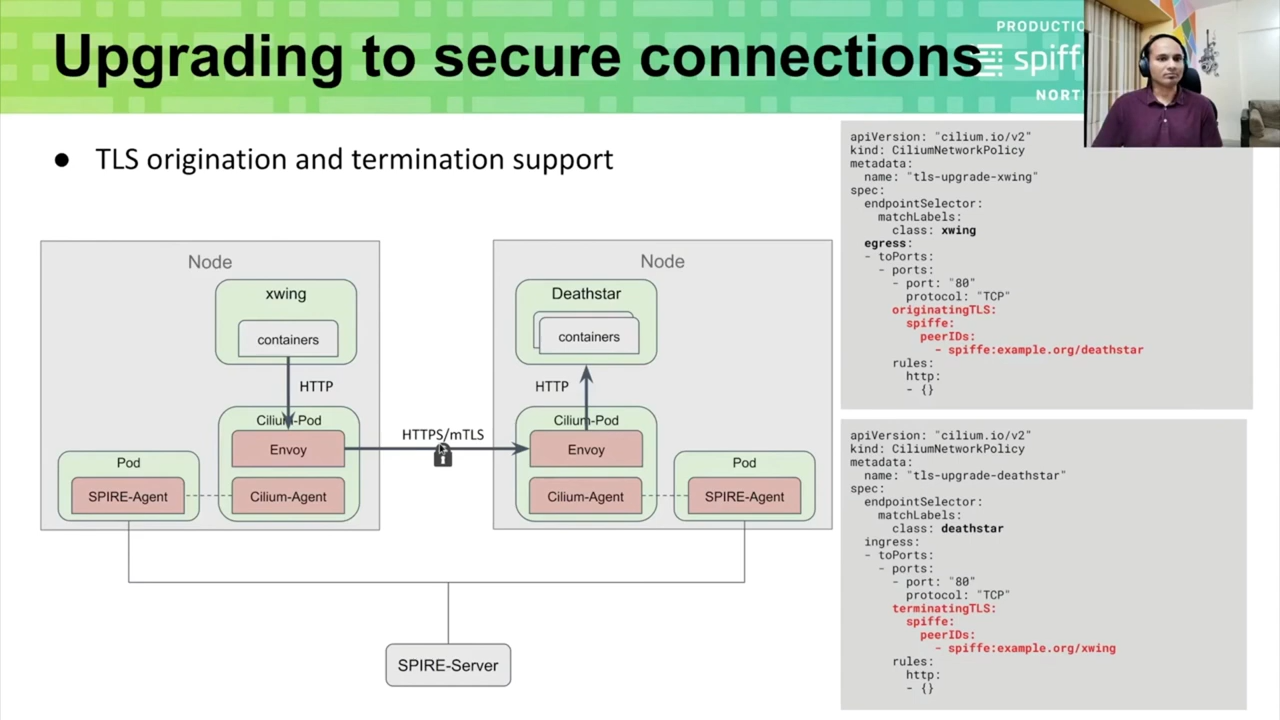 Upgrading to secure connections
PRODUCTIO
spiffe
NORT
● TLS origination and termination support
Node
xwing
containers
HTTP
Cilium-Pod
Envoy
Cilium-Agent
Pod
SPIRE-Agent
HTTPS/mTLS
Node
Deathstar
containers
HTTP
Cilium-Pod
Envoy
Cilium-Agent
Pod
SPIRE-Agent
SPIRE-Server
apiVersion: "cilium.io/v2"
kind: CiliumNetworkPolicy
metadata:
name: "tls-upgrade-xwing"
spec:
endpointSelector:
matchLabels:
class: xwing
egress:
- toPorts:
- ports:
- port: "80"
protocol: "TCP"
originatingTLS:
spiffe:
peerIDs:
- spiffe:example.org/deathstar
rules:
http:
- {}
apiVersion: "cilium.io/v2"
kind: CiliumNetworkPolicy
metadata:
name: "tls-upgrade-deathstar"
spec:
endpointSelector:
matchLabels:
class: deathstar
ingress:
- toPorts:
- ports:
- port: "80"
protocol: "TCP"
terminatingTLS:
spiffe:
peerIDs:
- spiffe:example.org/xwing
rules:
http:
- {}